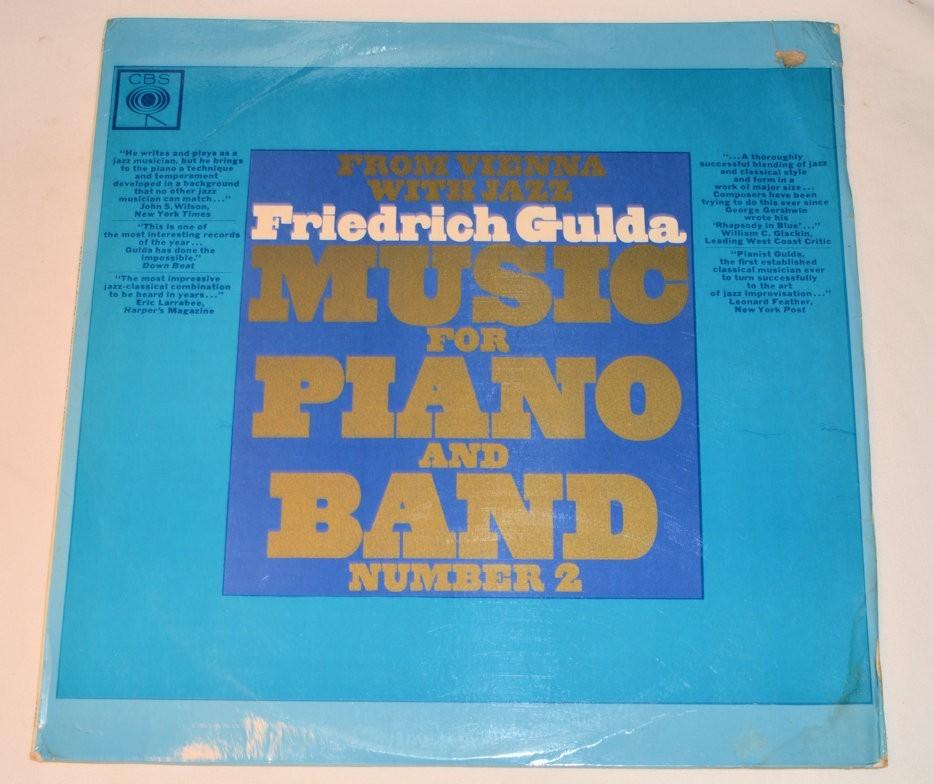 CBS
"He writes and plays as a
jazz musician, but he brings
to the piano a technique
and temperament
developed in a background
that no other jazz
musician can match..."
John S. Wilson,
New York Times
"This is one of
the most interesting records
of the year...
Gulda has done the
impossible."
Down Beat
"The most impressive
jazz-classical combination
to be heard in years..."
Eric Larrabee,
Harper's Magazine
FROM VIENNA
WITH JAZZ
Friedrich Gulda
MUSIC
FOR
PIANO
AND
BAND
NUMBER 2
"...A thoroughly
successful blending of jazz
and classical style
and form in a
work of major size...
Composers have been
trying to do this ever since
George Gershwin
wrote his
'Rhapsody in Blue'..."
William C. Glackin,
Leading West Coast Critic
"Pianist Gulda,
the first established
classical musician ever
to turn successfully
to the art
of jazz improvisation..."
Leonard Feather,
New York Post